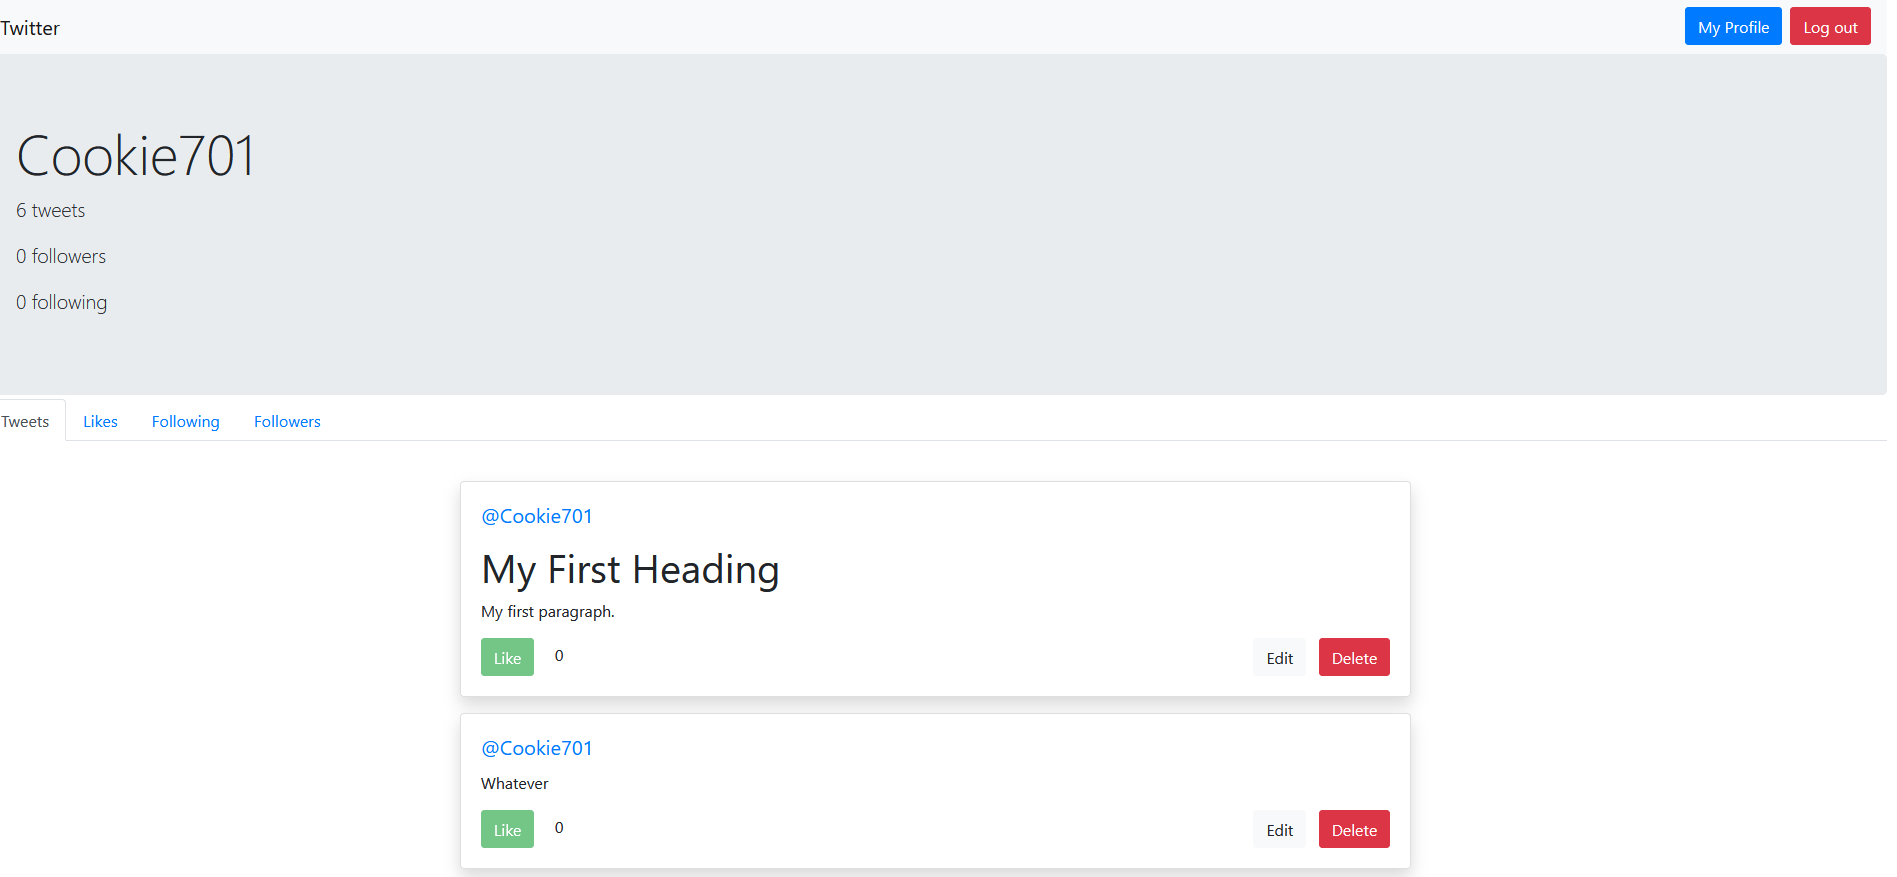 Twitter My Profile Log out
Cookie701
6 tweets
0 followers
0 following
Tweets Likes Following Followers
@Cookie701
My First Heading
My first paragraph.
Like 0 Edit Delete
@Cookie701
Whatever
Like 0 Edit Delete